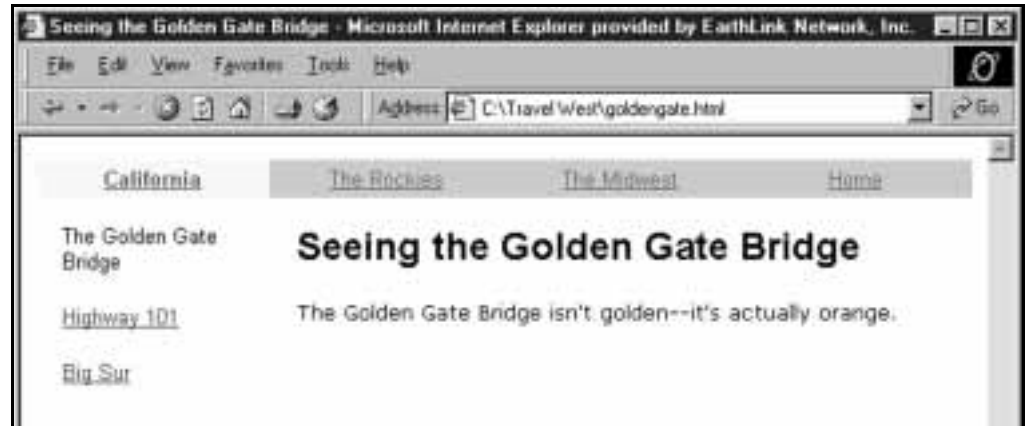 Seeing the Golden Gate Bridge - Microsoft Internet Explorer provided by EarthLink Network, Inc.
File Edit View Favorites Tools Help
Address C:\Travel West\goldengate.html Go
California The Rockies The Midwest Home
The Golden Gate
Bridge
Seeing the Golden Gate Bridge
Highway 101
The Golden Gate Bridge isn't golden--it's actually orange.
Big Sur